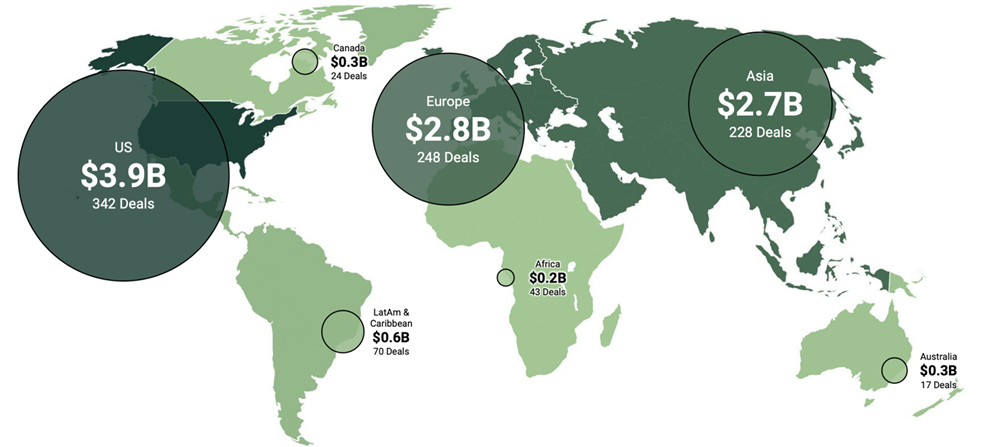 Canada
$0.3B
24 Deals
US
$3.9B
342 Deals
Europe
$2.8B
248 Deals
Asia
$2.7B
228 Deals
Africa
$0.2B
43 Deals
LatAm &
Caribbean
$0.6B
70 Deals
Australia
$0.3B
17 Deals